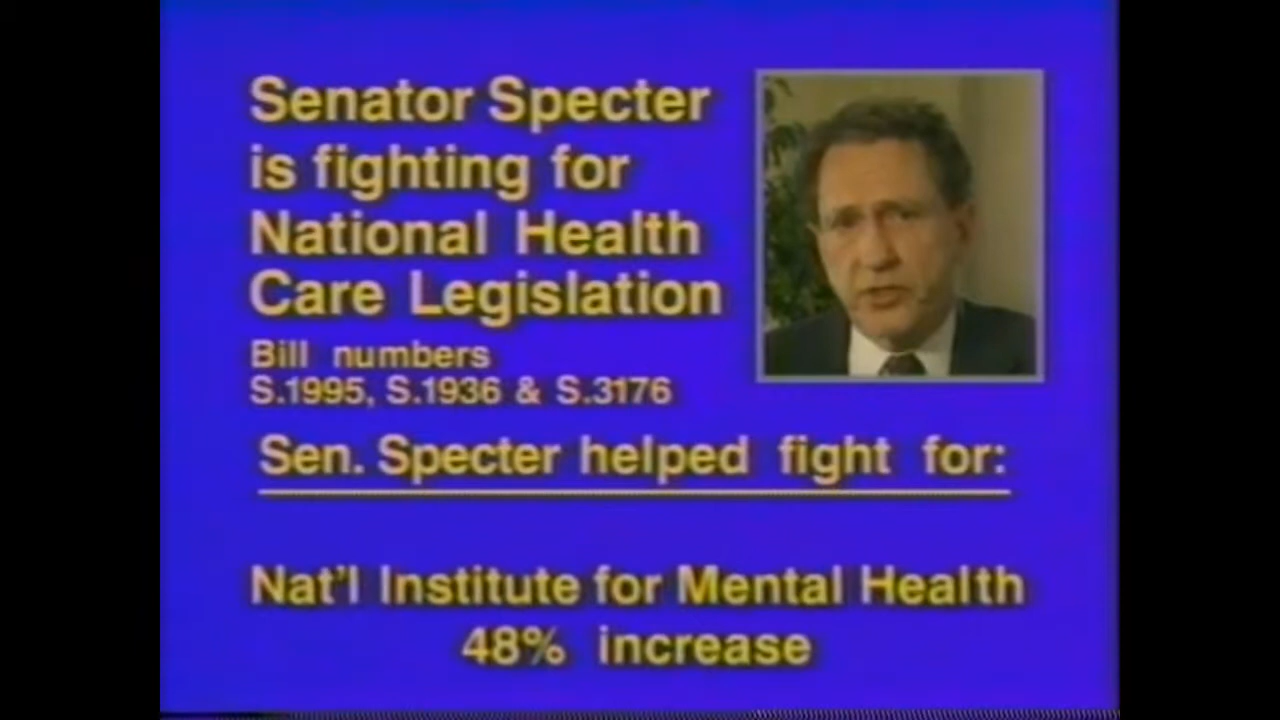 Senator Specter
is fighting for
National Health
Care Legislation
Bill numbers
S.1995, S.1936 & S.3176
Sen. Specter helped fight for:
Nat'l Institute for Mental Health
48% increase